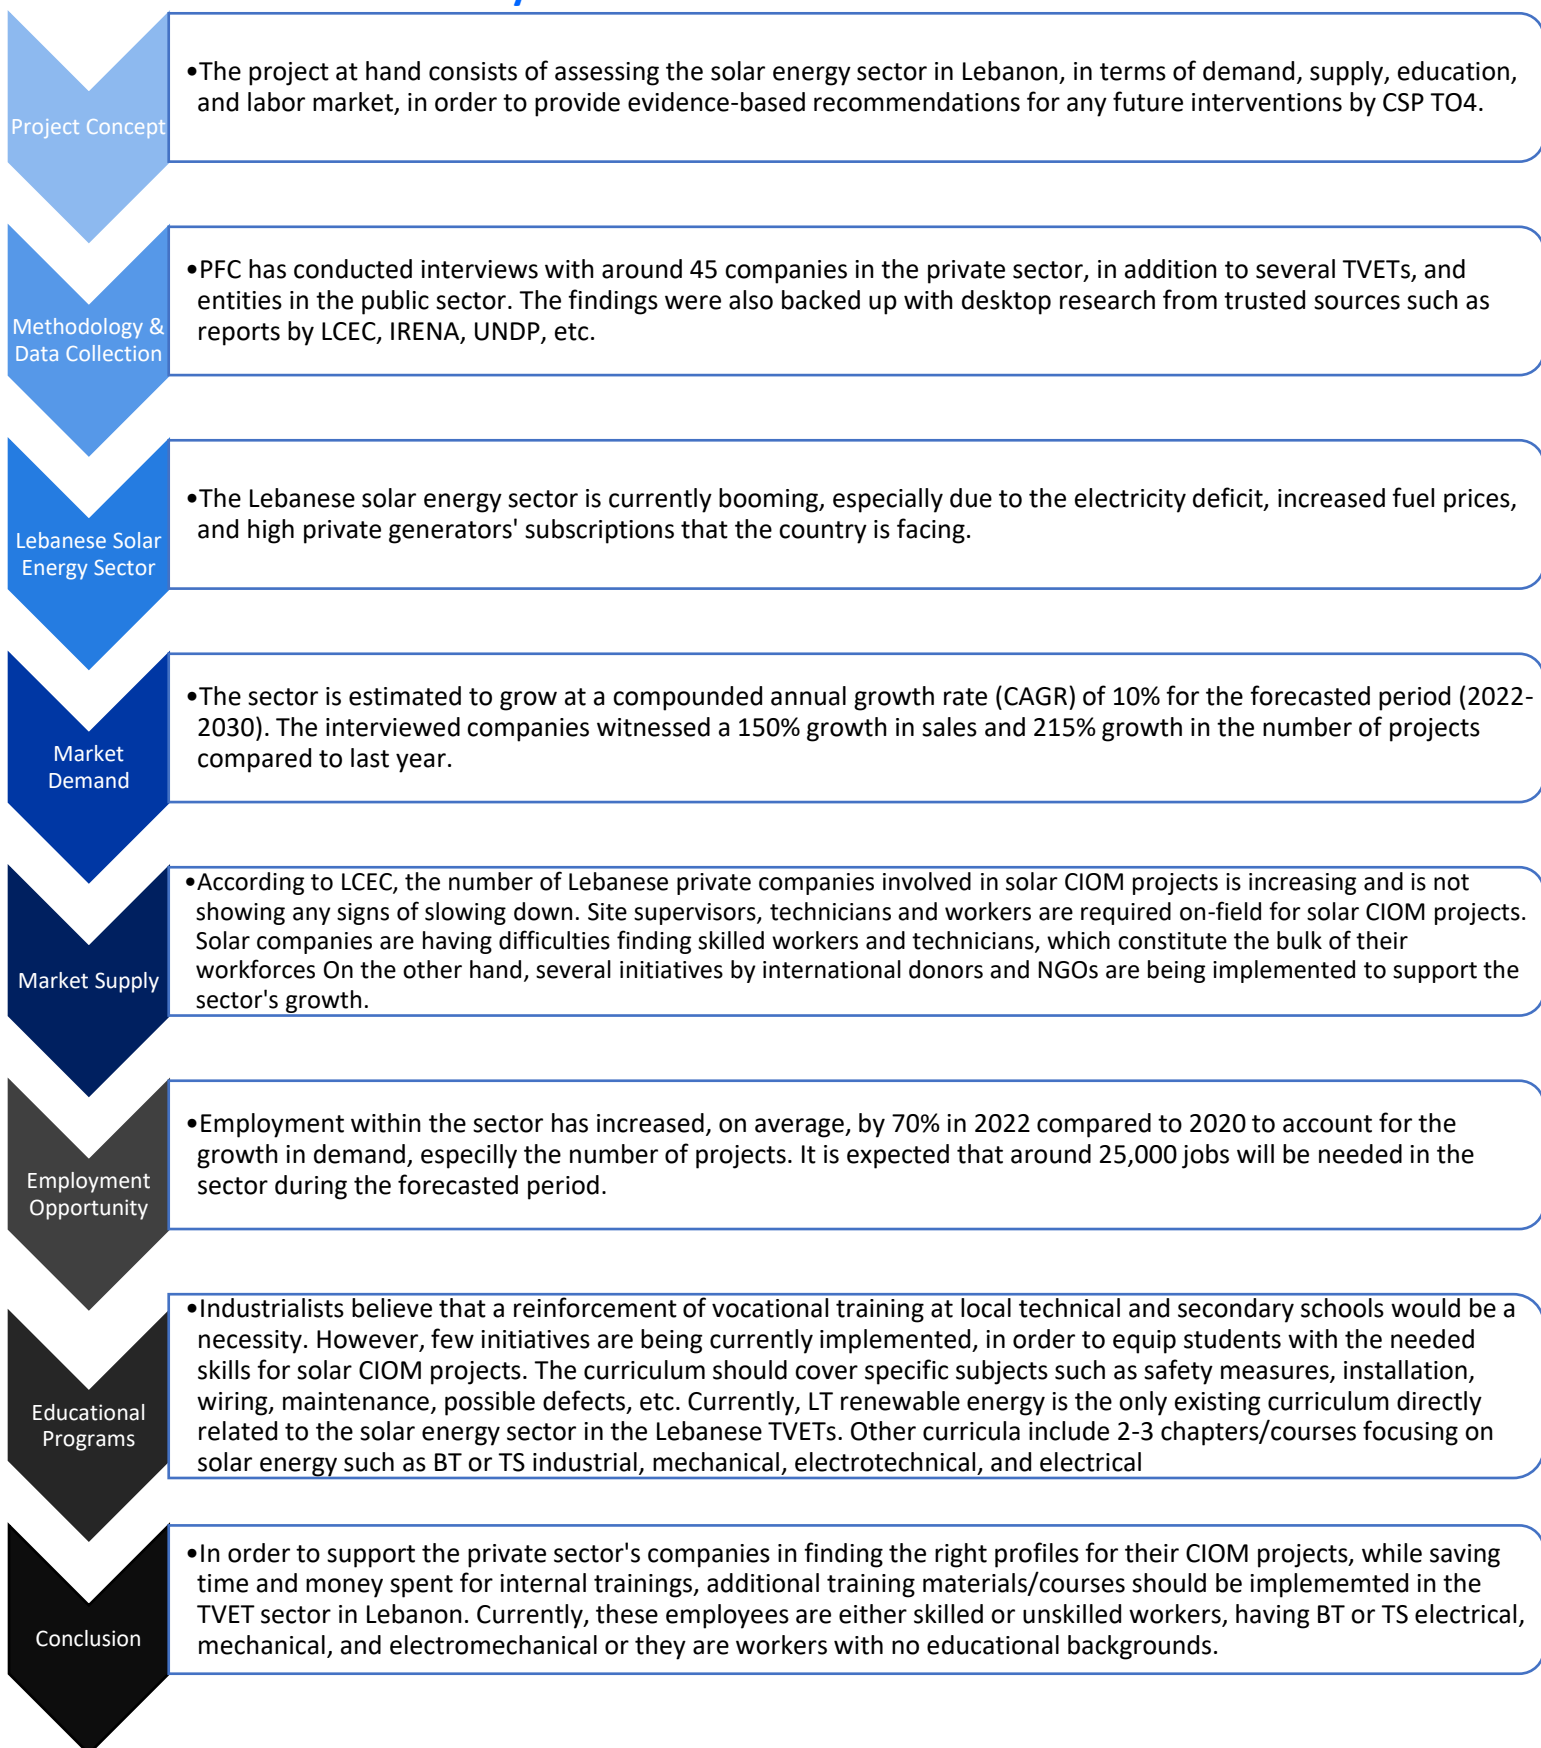 Project Concept
•The project at hand consists of assessing the solar energy sector in Lebanon, in terms of demand, supply, education,
and labor market, in order to provide evidence-based recommendations for any future interventions by CSP TO4.
Methodology &
Data Collection
•PFC has conducted interviews with around 45 companies in the private sector, in addition to several TVETs, and
entities in the public sector. The findings were also backed up with desktop research from trusted sources such as
reports by LCEC, IRENA, UNDP, etc.
Lebanese Solar
Energy Sector
•The Lebanese solar energy sector is currently booming, especially due to the electricity deficit, increased fuel prices,
and high private generators' subscriptions that the country is facing.
Market
Demand
•The sector is estimated to grow at a compounded annual growth rate (CAGR) of 10% for the forecasted period (2022-
2030). The interviewed companies witnessed a 150% growth in sales and 215% growth in the number of projects
compared to last year.
Market Supply
•According to LCEC, the number of Lebanese private companies involved in solar CIOM projects is increasing and is not
showing any signs of slowing down. Site supervisors, technicians and workers are required on-field for solar CIOM projects.
Solar companies are having difficulties finding skilled workers and technicians, which constitute the bulk of their
workforces On the other hand, several initiatives by international donors and NGOs are being implemented to support the
sector's growth.
Employment
Opportunity
•Employment within the sector has increased, on average, by 70% in 2022 compared to 2020 to account for the
growth in demand, especilly the number of projects. It is expected that around 25,000 jobs will be needed in the
sector during the forecasted period.
Educational
Programs
•Industrialists believe that a reinforcement of vocational training at local technical and secondary schools would be a
necessity. However, few initiatives are being currently implemented, in order to equip students with the needed
skills for solar CIOM projects. The curriculum should cover specific subjects such as safety measures, installation,
wiring, maintenance, possible defects, etc. Currently, LT renewable energy is the only existing curriculum directly
related to the solar energy sector in the Lebanese TVETs. Other curricula include 2-3 chapters/courses focusing on
solar energy such as BT or TS industrial, mechanical, electrotechnical, and electrical
Conclusion
•In order to support the private sector's companies in finding the right profiles for their CIOM projects, while saving
time and money spent for internal trainings, additional training materials/courses should be implememted in the
TVET sector in Lebanon. Currently, these employees are either skilled or unskilled workers, having BT or TS electrical,
mechanical, and electromechanical or they are workers with no educational backgrounds.